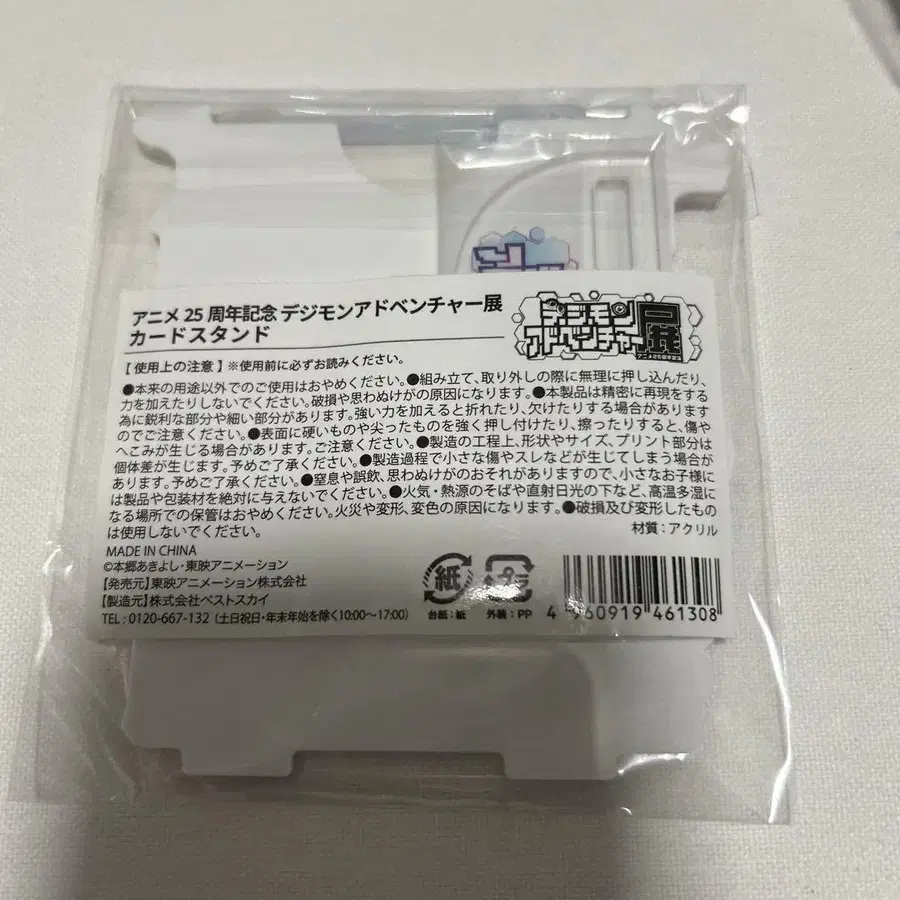 アニメ 25 周年記念 デジモンアドベンチャー展
カードスタンド
デジモン
アドベンチャー展
アニメ25周年記念
【 使用上の注意 】 ※使用前に必ずお読みください。
●本来の用途以外でのご使用はおやめください。●組み立て、取り外しの際に無理に押し込んだり、
力を加えたりしないでください。破損や思わぬけがの原因になります。●本製品は精密に再現をする
為に鋭利な部分や細い部分があります。強い力を加えると折れたり、欠けたりする場合があります
のでご注意ください。●表面に硬いものや尖ったものを強く押し付けたり、擦ったりすると、傷や
へこみが生じる場合があります。ご注意ください。●製造の工程上、形状やサイズ、プリント部分は
個体差が生じます。予めご了承ください。●製造過程で小さな傷やスレなどが生じてしまう場合が
あります。予めご了承ください。●窒息や誤飲、思わぬけがのおそれがありますので、小さなお子様に
は製品や包装材を絶対に与えないでください。●火気・熱源のそばや直射日光の下など、高温多湿に
なる場所での保管はおやめください。火災や変形、変色の原因になります。●破損及び変形したもの
は使用しないでください。
材質：アクリル
MADE IN CHINA
©本郷あきよし・東映アニメーション
【発売元】東映アニメーション株式会社
【製造元】株式会社ベストスカイ
TEL : 0120-667-132 （土日祝日・年末年始を除く10:00〜17:00）
紙
台紙：紙
プラ
外装：PP
4 560919 461308